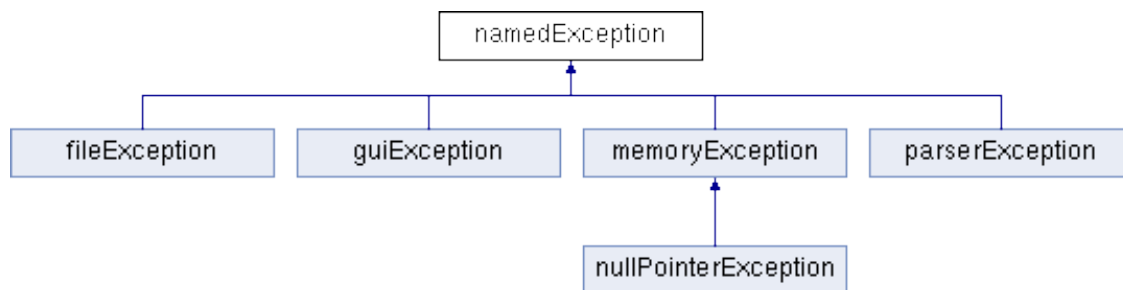 namedException
fileException
guiException
memoryException
parserException
nullPointerException